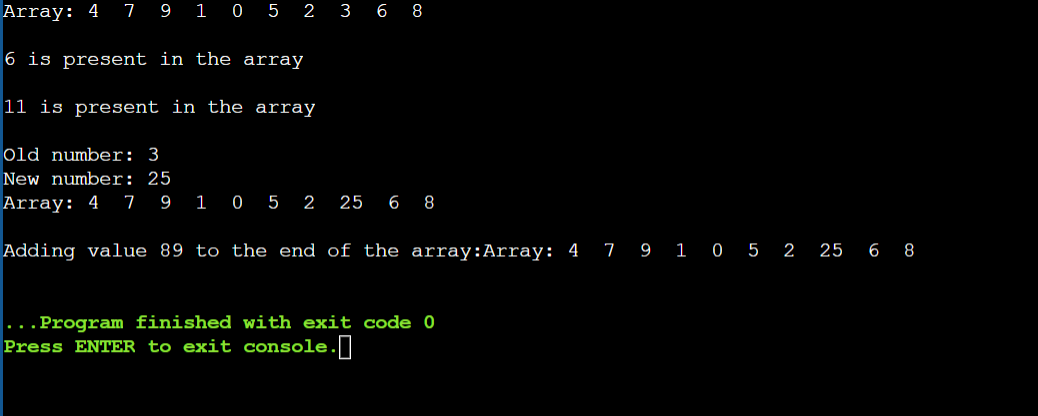 Array: 4  7  9  1  0  5  2  3  6  8
6 is present in the array
11 is present in the array
Old number: 3
New number: 25
Array: 4  7  9  1  0  5  2  25  6  8
Adding value 89 to the end of the array:Array: 4  7  9  1  0  5  2  25  6  8
...Program finished with exit code 0
Press ENTER to exit console.